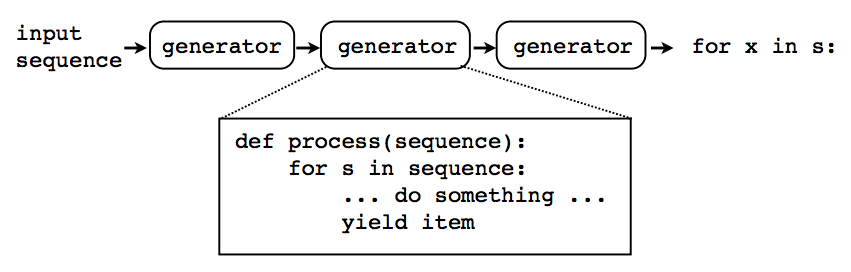 input
sequence
generator
generator
generator
for x in s:
def process(sequence):
    for s in sequence:
        ... do something ...
        yield item